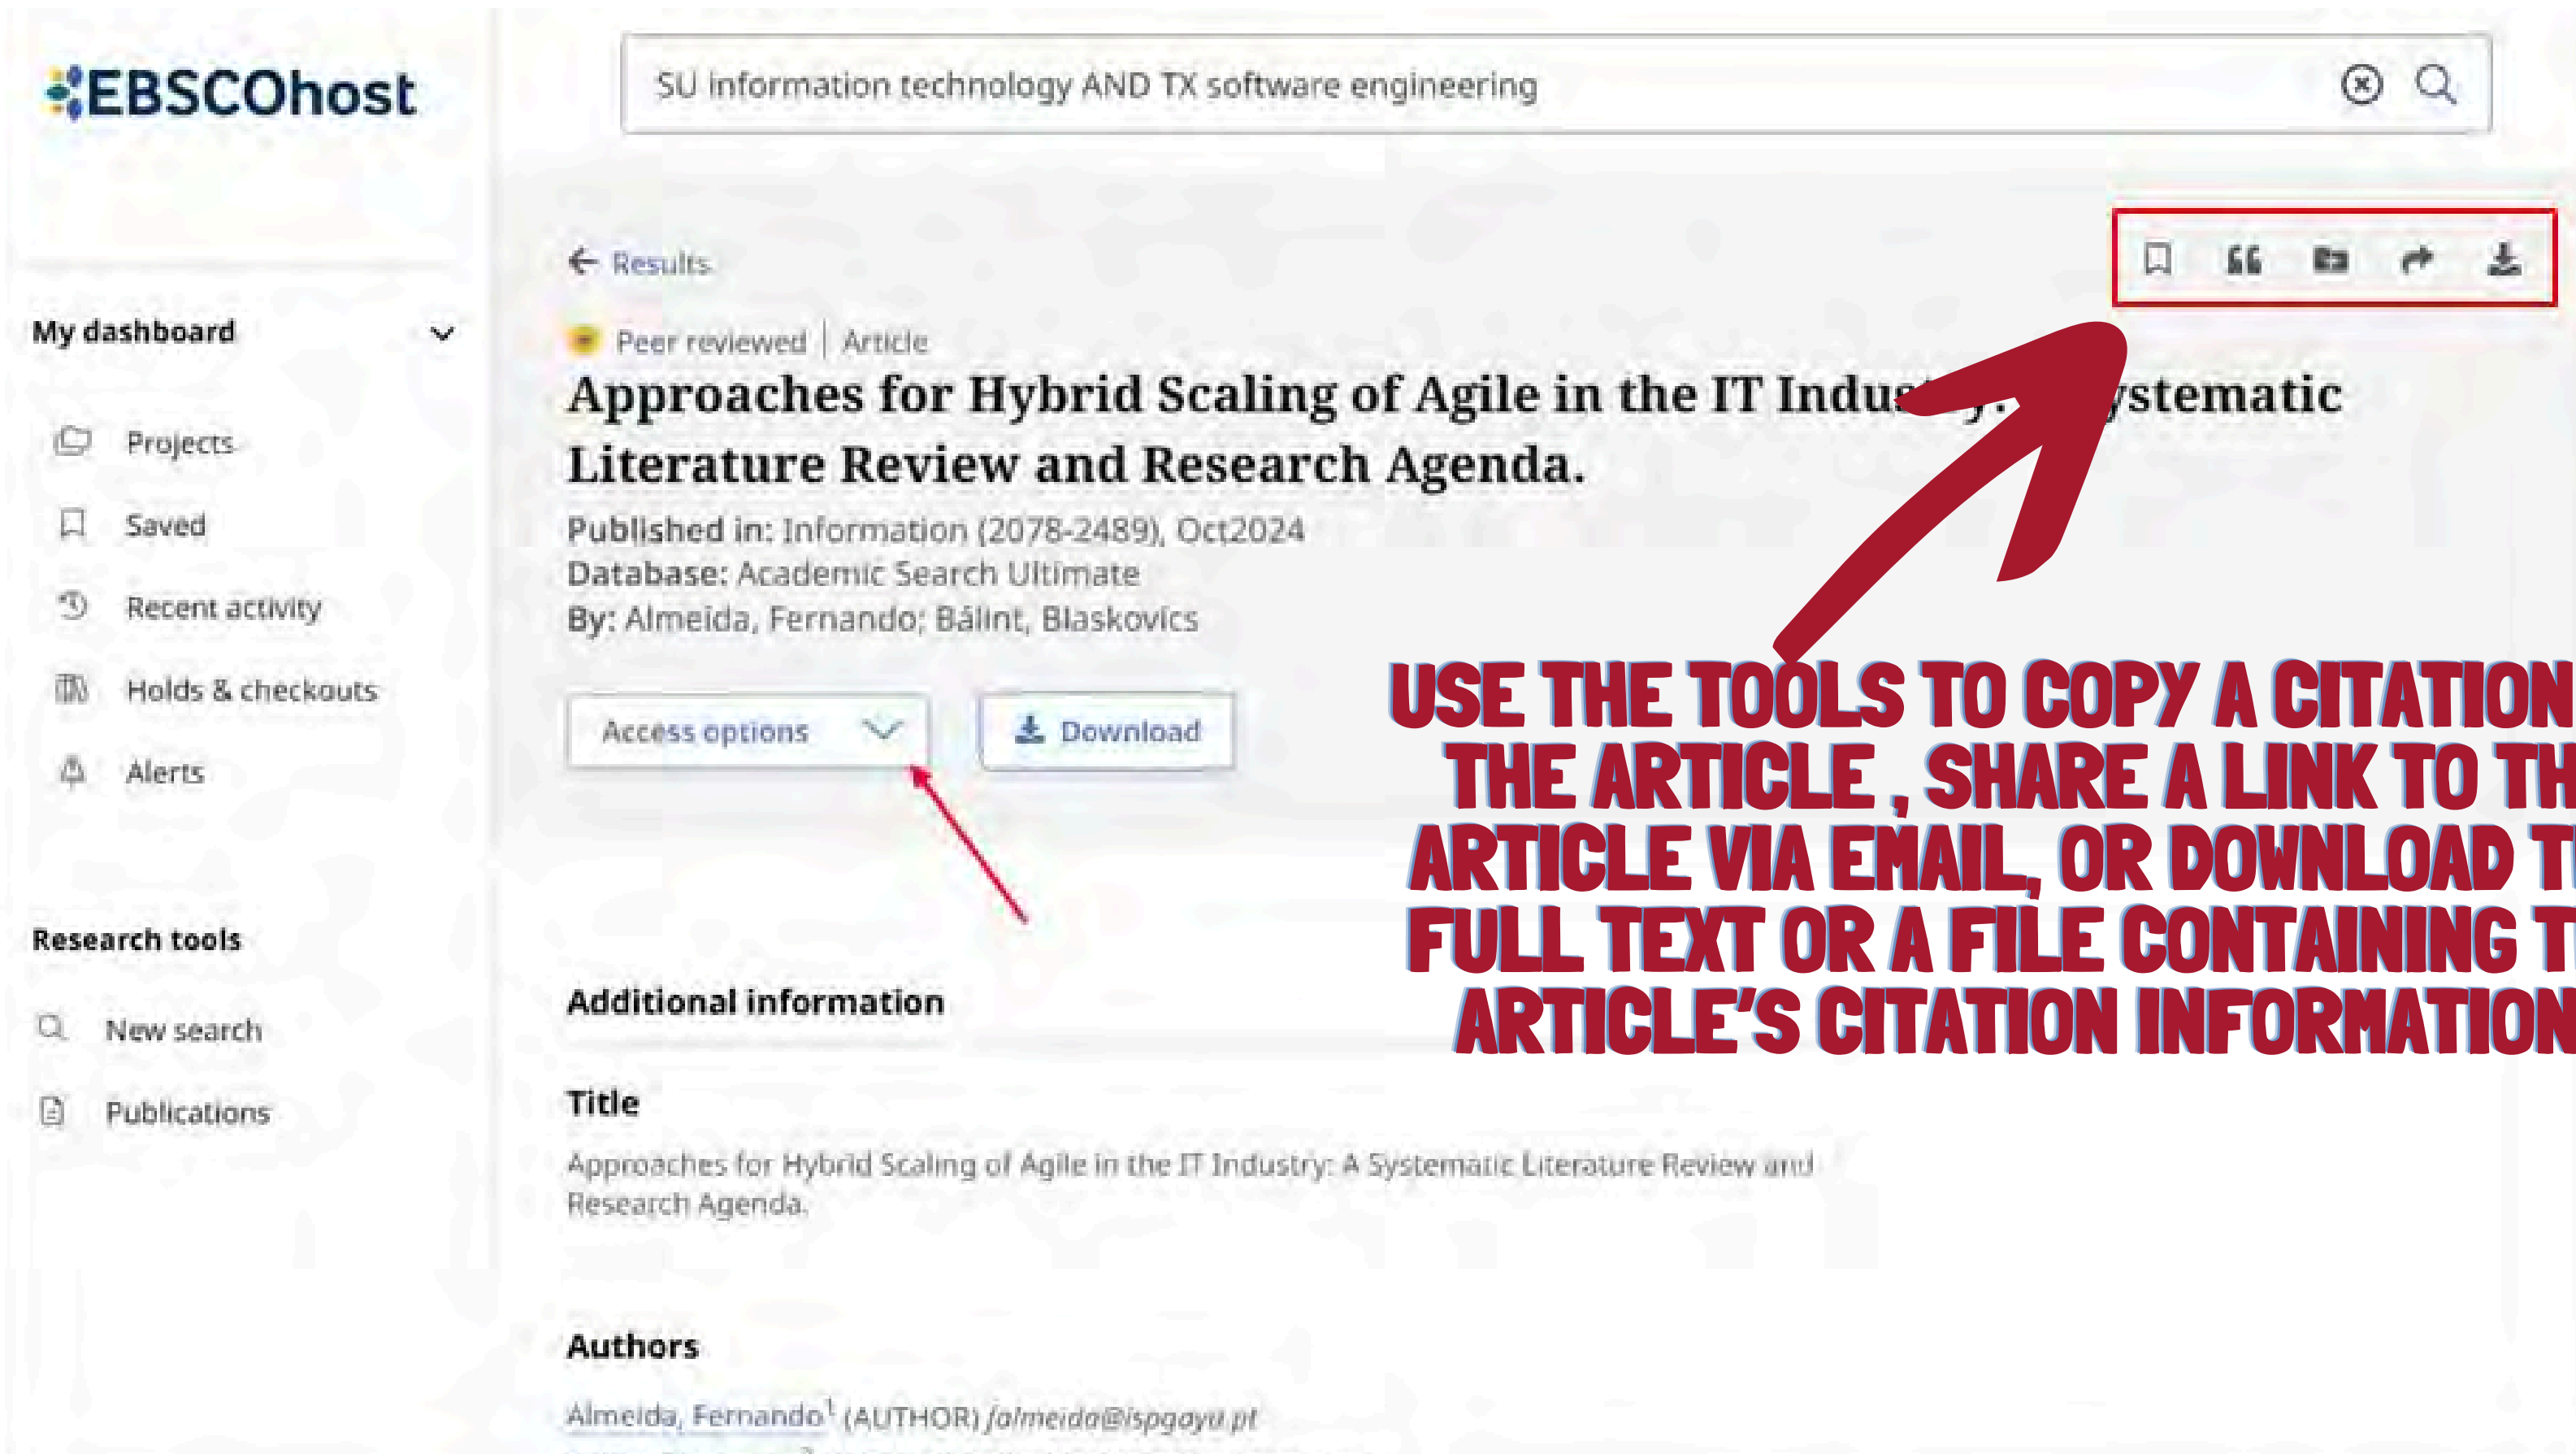 EBSCOhost
SU information technology AND TX software engineering
Results
My dashboard
Peer reviewed | Article
Approaches for Hybrid Scaling of Agile in the IT Indus y: ystematic
Literature Review and Research Agenda.
Projects
Saved
Published in: Information (2078-2489), Oct2024
Database: Academic Search Ultimate
Recent activity
By: Almeida, Fernando; Bálint, Blaskovics
Holds & checkouts
Access options
Download
Alerts
USE THE TOOLS TO COPY A CITATION
THE ARTICLE , SHARE A LINK TO TH
ARTICLE VIA EMAIL, OR DOWNLOAD T
FULL TEXT OR A FILE CONTAINING T
ARTICLE'S CITATION INFORMATION
Research tools
Additional information
New search
Publications
Title
Approaches for Hybrid Scaling of Agile in the IT Industry: A Systematic Literature Review and
Research Agenda.
Authors
Almeida, Fernando¹ (AUTHOR) falmeida@ispgayu.pt